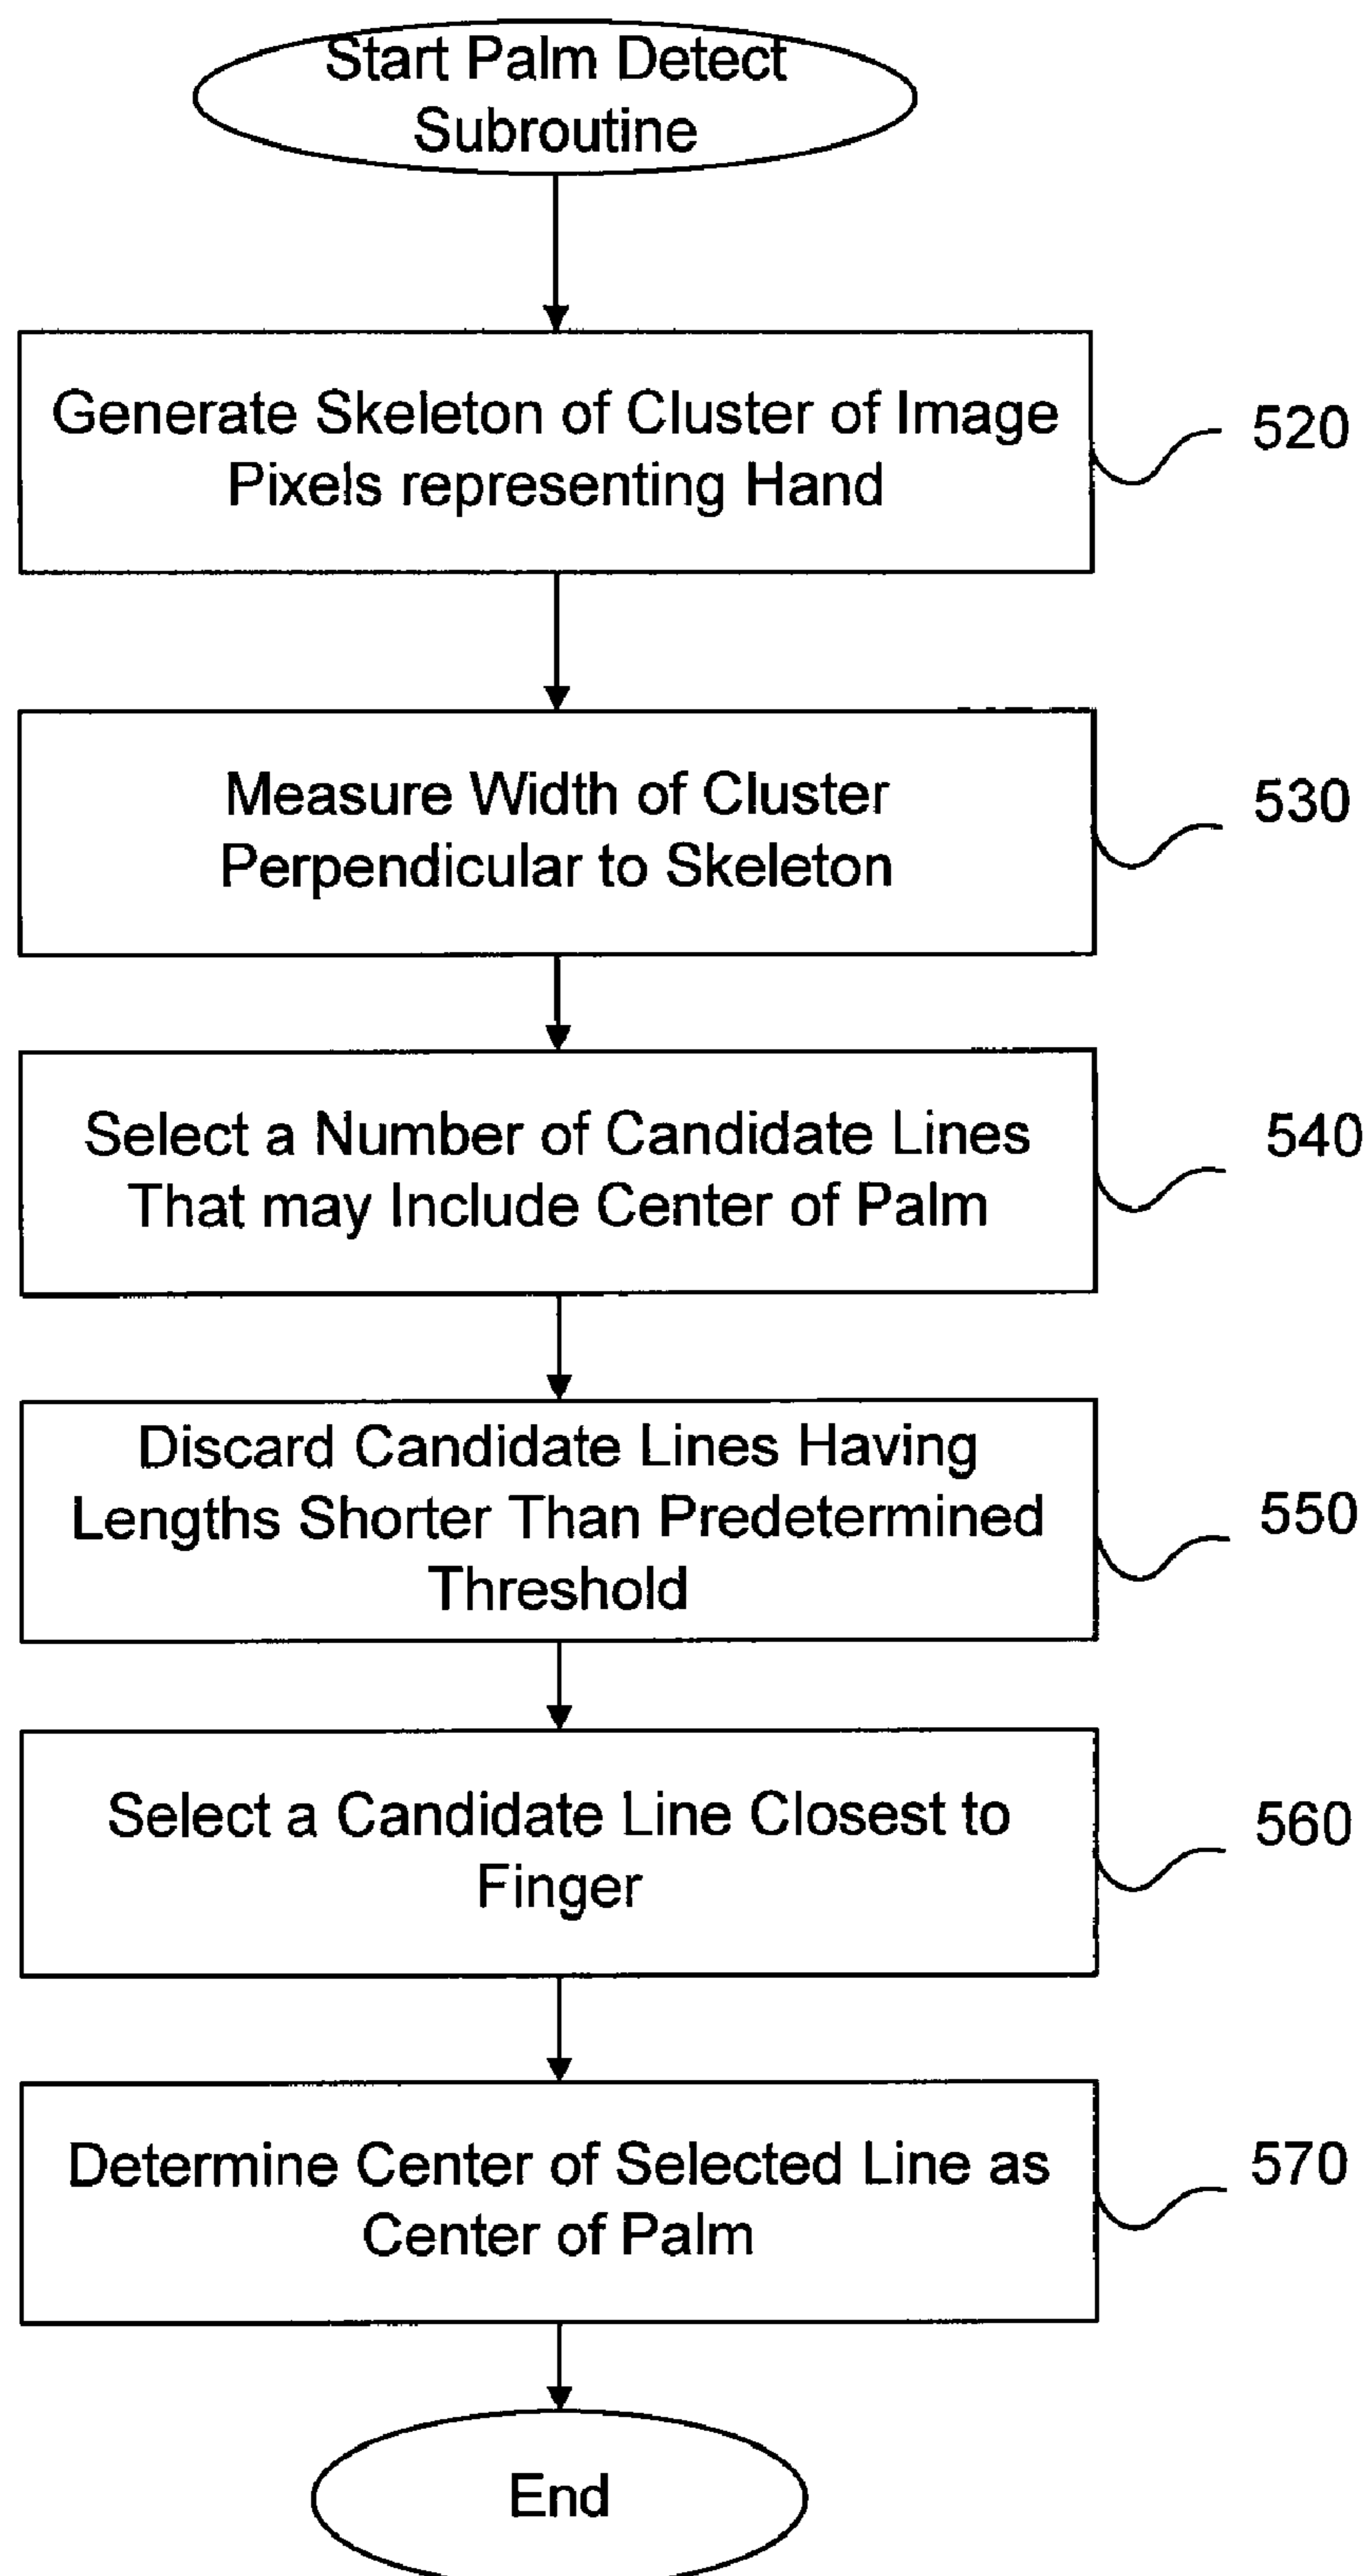 Start Palm Detect
Subroutine
Generate Skeleton of Cluster of Image
Pixels representing Hand
520
Measure Width of Cluster
Perpendicular to Skeleton
530
Select a Number of Candidate Lines
That may Include Center of Palm
540
Discard Candidate Lines Having
Lengths Shorter Than Predetermined
Threshold
550
Select a Candidate Line Closest to
Finger
560
Determine Center of Selected Line as
Center of Palm
570
End